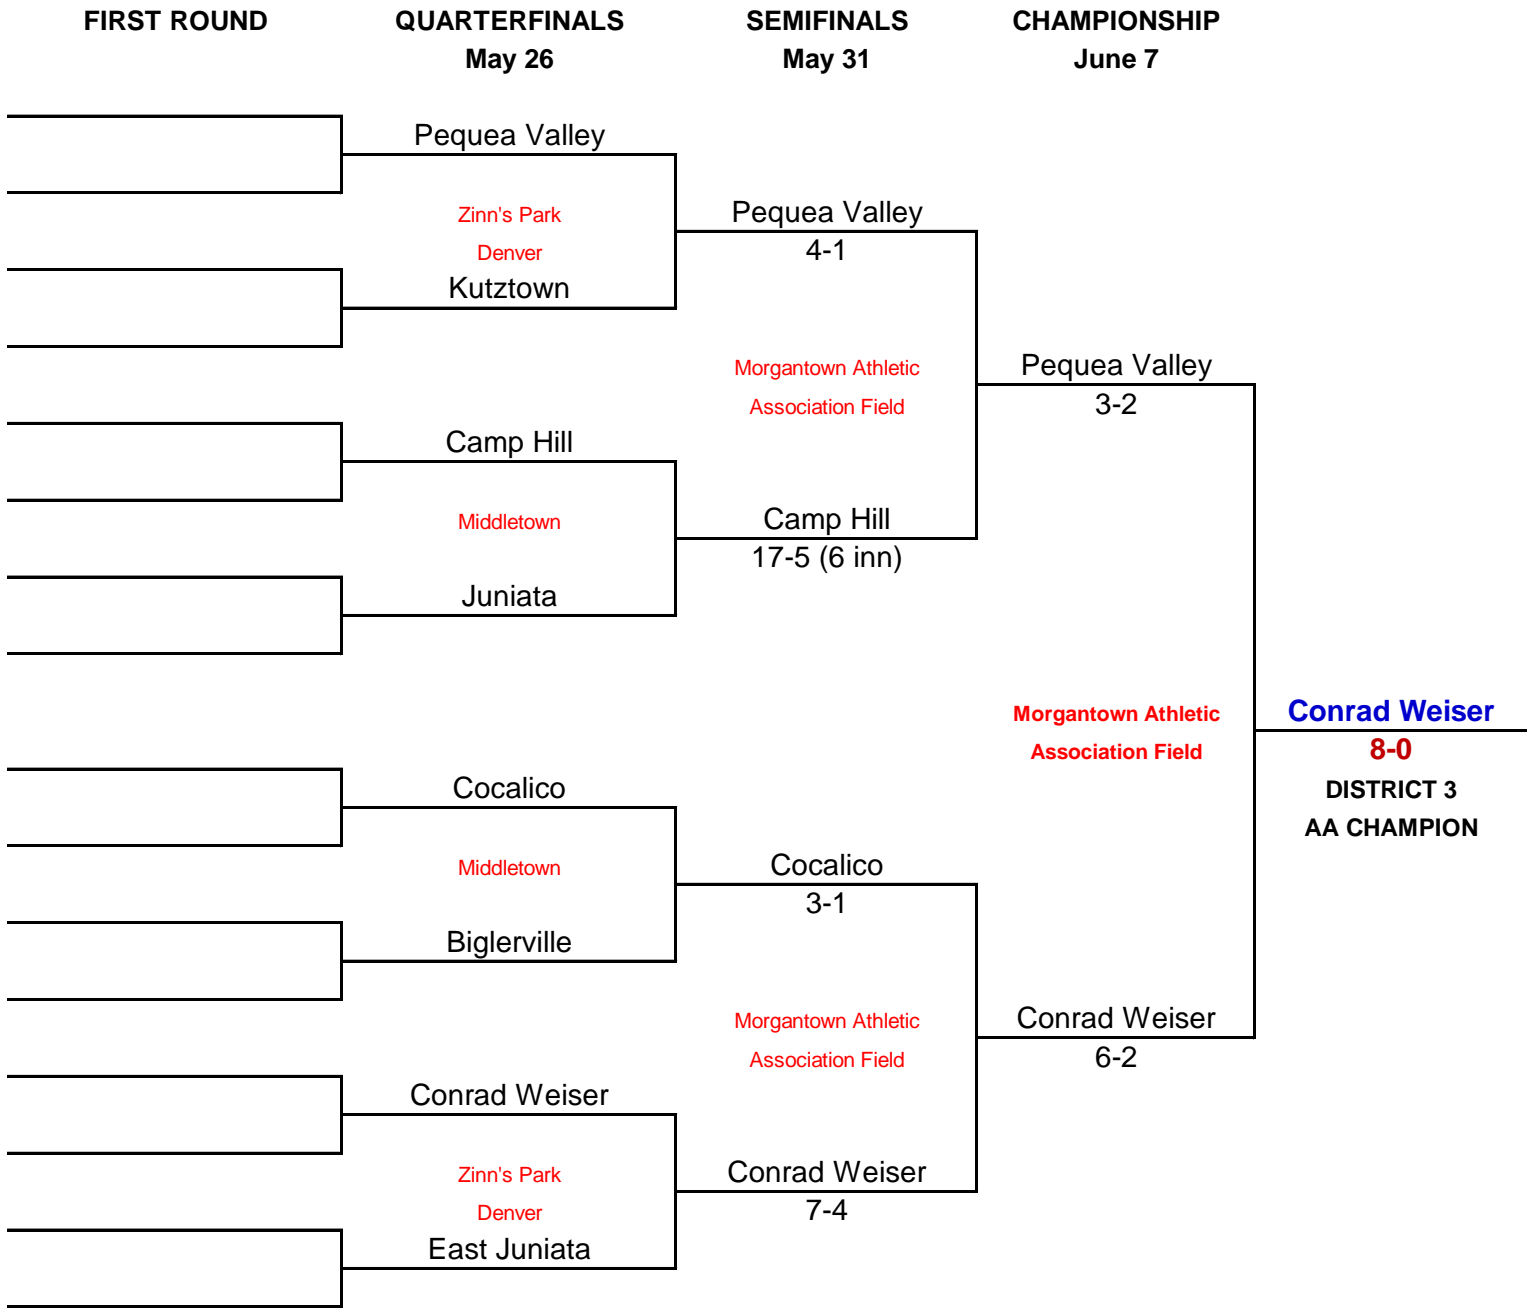 FIRST ROUND
QUARTERFINALS
May 26
SEMIFINALS
May 31
CHAMPIONSHIP
June 7
Pequea Valley
Zinn's Park
Denver
Kutztown
Camp Hill
Middletown
Juniata
Cocalico
Middletown
Biglerville
Conrad Weiser
Zinn's Park
Denver
East Juniata
Pequea Valley
4-1
Morgantown Athletic
Association Field
Camp Hill
17-5 (6 inn)
Cocalico
3-1
Morgantown Athletic
Association Field
Conrad Weiser
7-4
Pequea Valley
3-2
Morgantown Athletic
Association Field
Conrad Weiser
6-2
Conrad Weiser
8-0
DISTRICT 3
AA CHAMPION